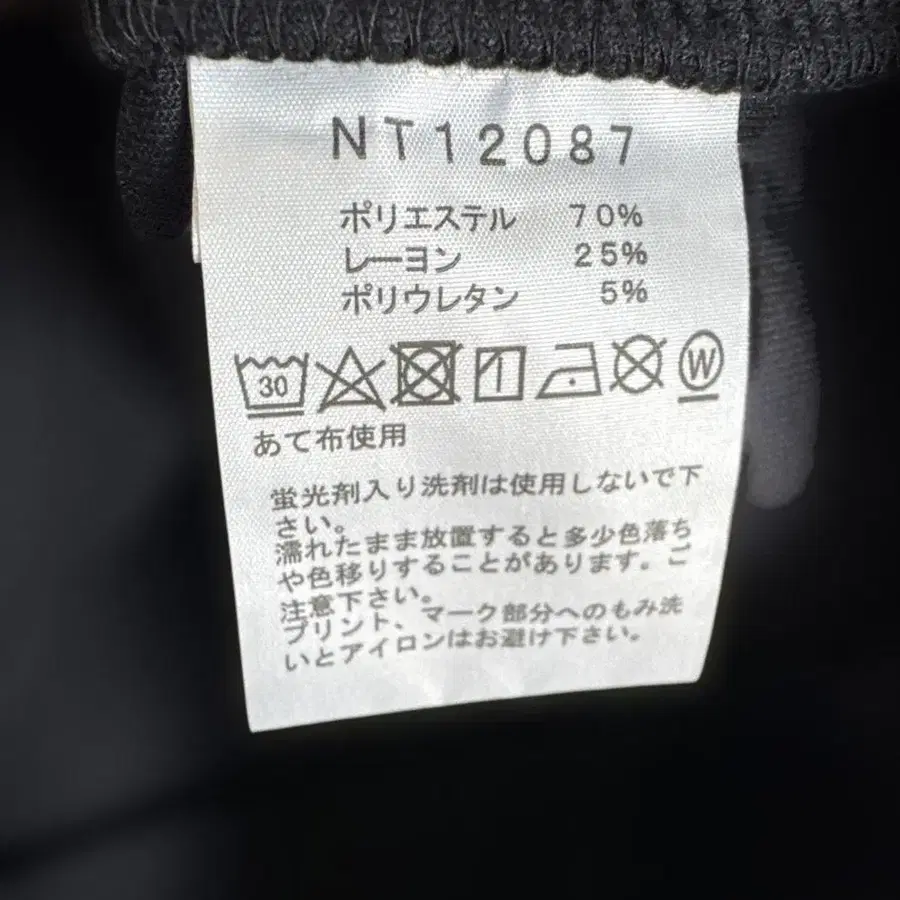 NT12087
ポリエステル 70%
レーヨン 25%
ポリウレタン 5%
30 W
あて布使用
蛍光剤入り洗剤は使用しないで下
さい。
濡れたまま放置すると多少色落ち
や色移りすることがあります。ご
注意下さい。
プリント、マーク部分へのもみ洗
いとアイロンはお避け下さい。